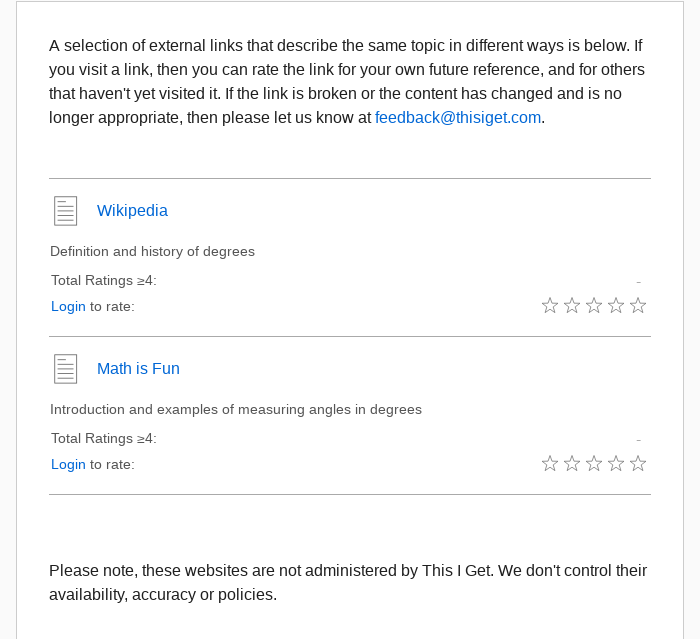 A selection of external links that describe the same topic in different ways is below. If
you visit a link, then you can rate the link for your own future reference, and for others
that haven't yet visited it. If the link is broken or the content has changed and is no
longer appropriate, then please let us know at feedback@thisiget.com.
Wikipedia
Definition and history of degrees
Total Ratings ≥4: -
Login to rate:
Math is Fun
Introduction and examples of measuring angles in degrees
Total Ratings ≥4: -
Login to rate:
Please note, these websites are not administered by This I Get. We don't control their
availability, accuracy or policies.